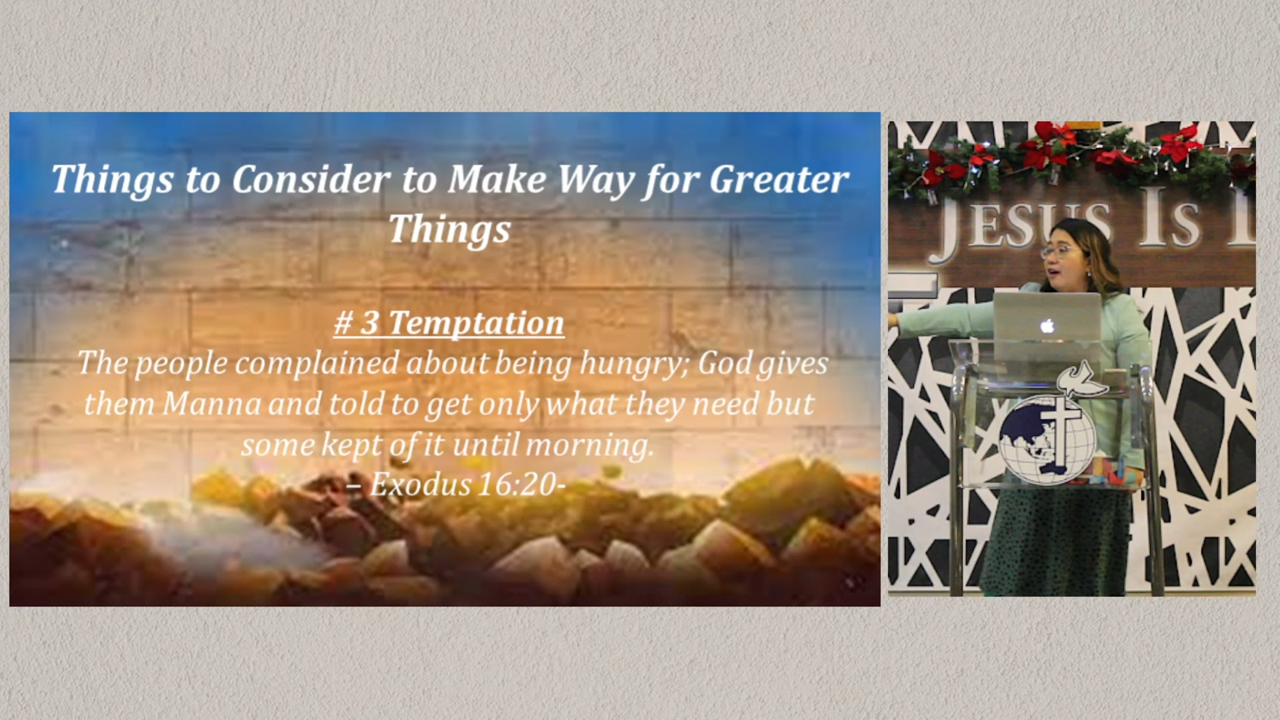 Things to Consider to Make Way for Greater
Things
# 3 Temptation
The people complained about being hungry; God gives
them Manna and told to get only what they need but
some kept of it until morning.
– Exodus 16:20-
JESUS IS L